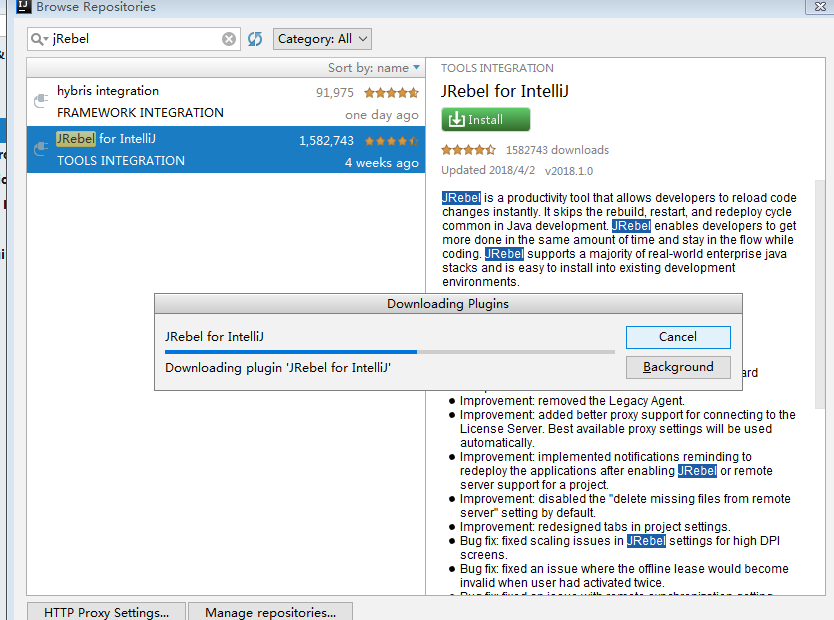 Browse Repositories
jRebel
Category: All
Sort by: name
hybris integration
91,975
FRAMEWORK INTEGRATION
one day ago
JRebel for IntelliJ
1,582,743
TOOLS INTEGRATION
4 weeks ago
TOOLS INTEGRATION
JRebel for IntelliJ
Install
1582743 downloads
Updated 2018/4/2 v2018.1.0
JRebel is a productivity tool that allows developers to reload code
changes instantly. It skips the rebuild, restart, and redeploy cycle
common in Java development. JRebel enables developers to get
more done in the same amount of time and stay in the flow while
coding. JRebel supports a majority of real-world enterprise java
stacks and is easy to install into existing development
environments.
Downloading Plugins
JRebel for IntelliJ
Cancel
Downloading plugin 'JRebel for IntelliJ'
Background
ard
● Improvement: removed the Legacy Agent.
● Improvement: added better proxy support for connecting to the
License Server. Best available proxy settings will be used
automatically.
● Improvement: implemented notifications reminding to
redeploy the applications after enabling JRebel or remote
server support for a project.
● Improvement: disabled the "delete missing files from remote
server" setting by default.
● Improvement: redesigned tabs in project settings.
● Bug fix: fixed scaling issues in JRebel settings for high DPI
screens.
● Bug fix: fixed an issue where the offline lease would become
invalid when user had activated twice.
● Bug fix: fixed an issue with remote synchronization setting
HTTP Proxy Settings...
Manage repositories...